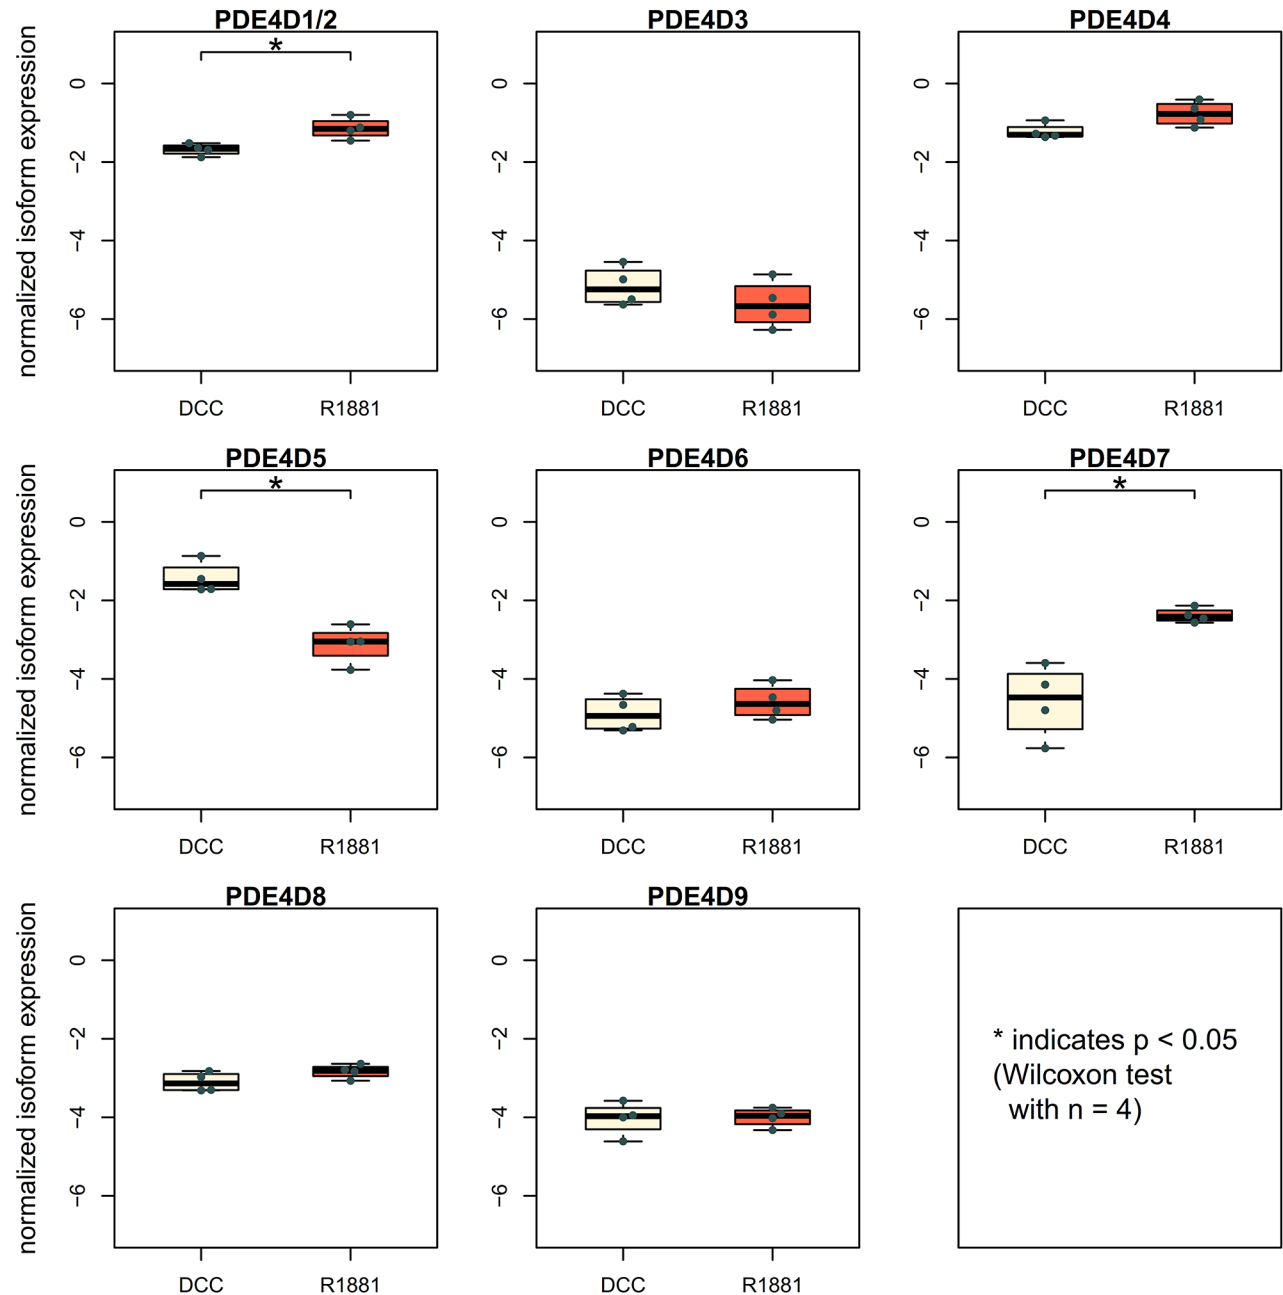 PDE4D1/2
PDE4D3
PDE4D4
normalized isoform expression
0
−2
−4
−6
*
DCC
R1881
0
−2
−4
−6
DCC
R1881
0
−2
−4
−6
DCC
R1881
PDE4D5
PDE4D6
PDE4D7
normalized isoform expression
0
−2
−4
−6
*
DCC
R1881
0
−2
−4
−6
DCC
R1881
0
−2
−4
−6
*
DCC
R1881
PDE4D8
PDE4D9
normalized isoform expression
0
−2
−4
−6
DCC
R1881
0
−2
−4
−6
DCC
R1881
* indicates p < 0.05
(Wilcoxon test
with n = 4)